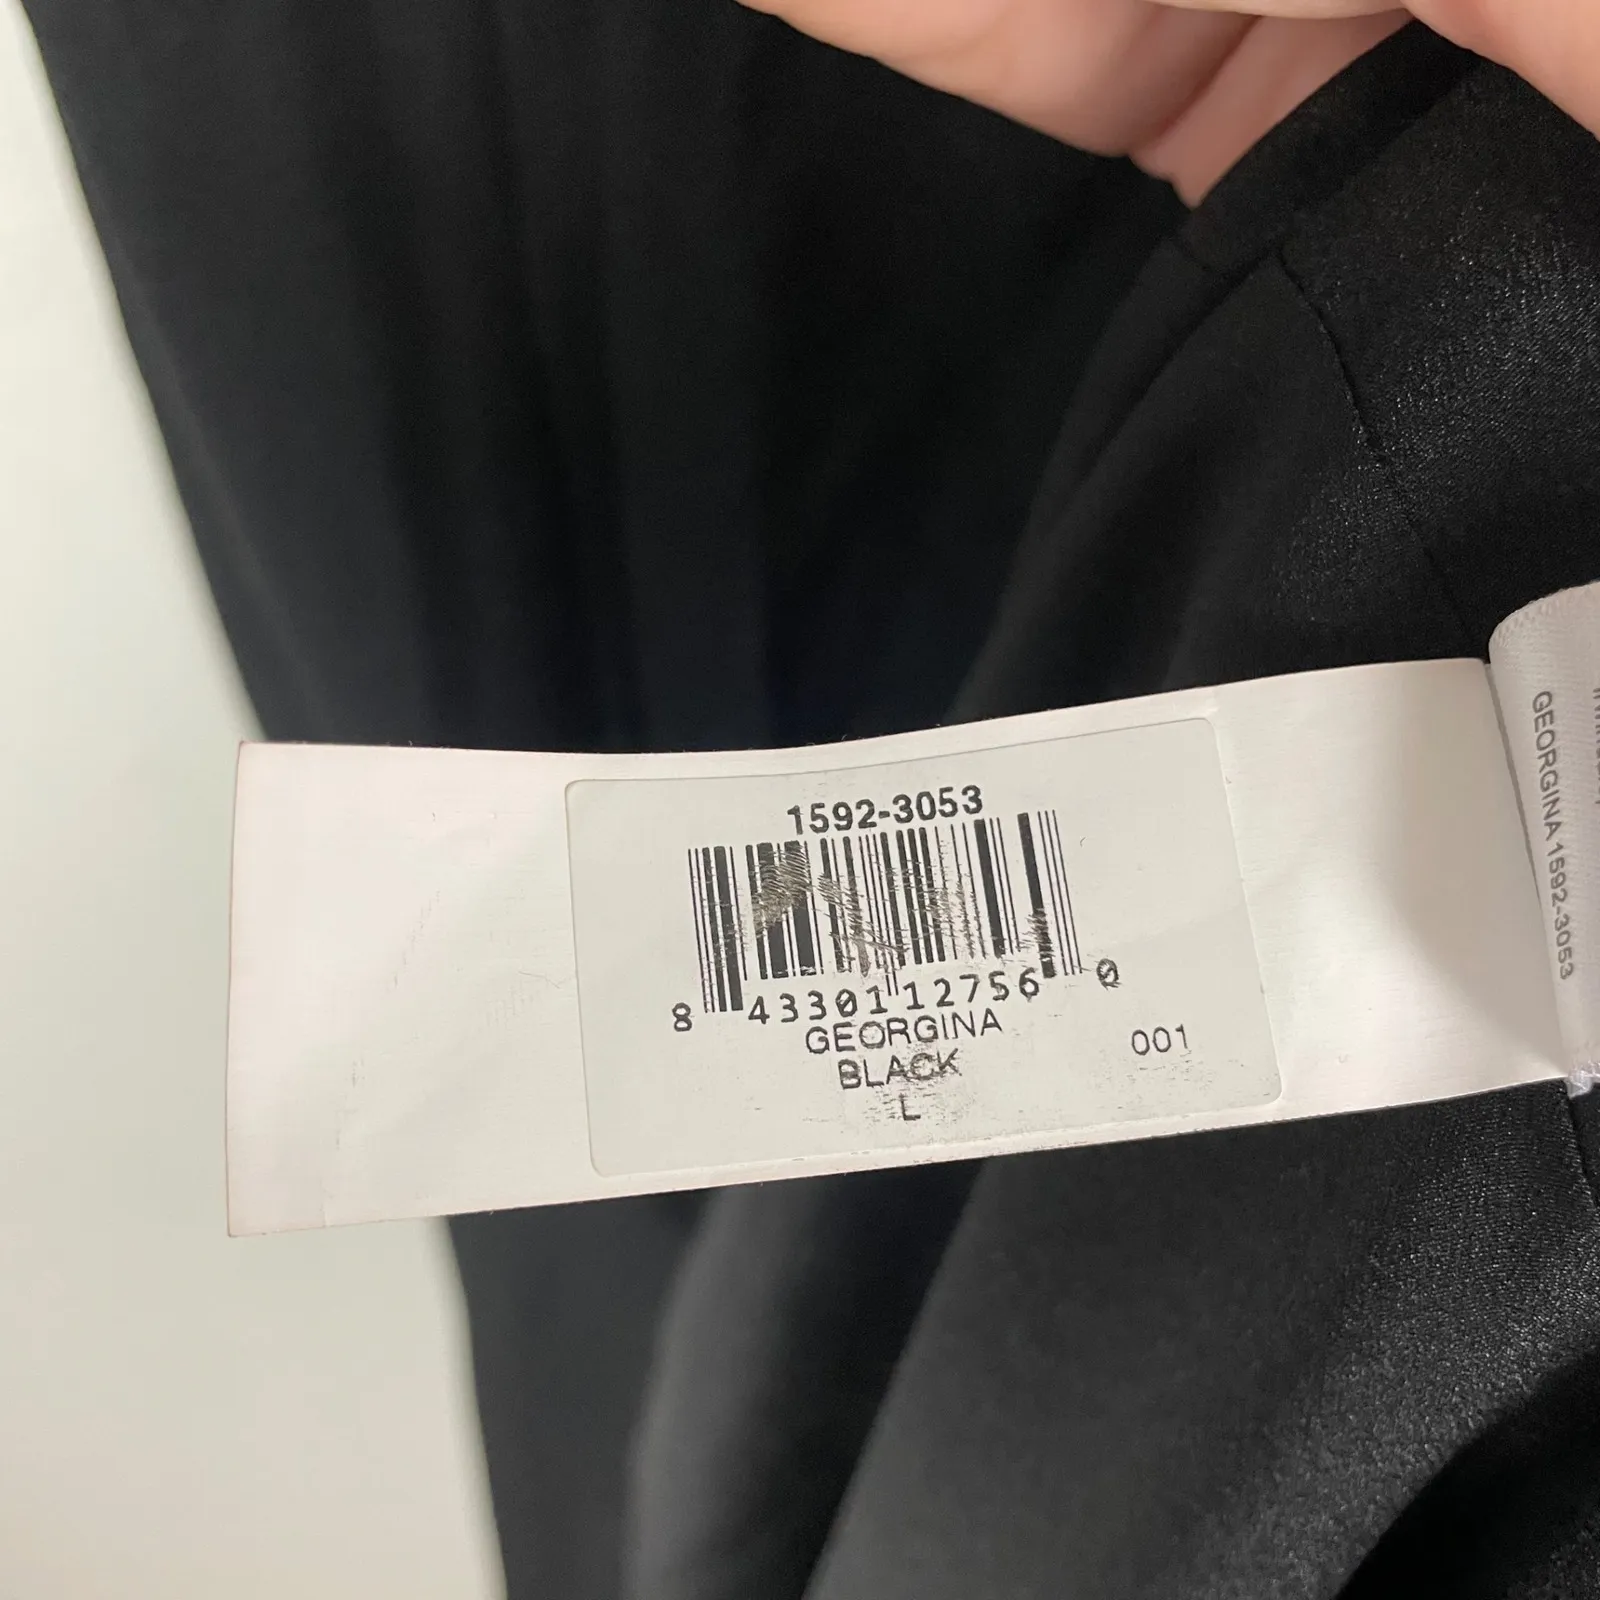 1592-3053
8 43301 12756 0
GEORGINA
BLACK
001
L
GEORGINA 1592-3053